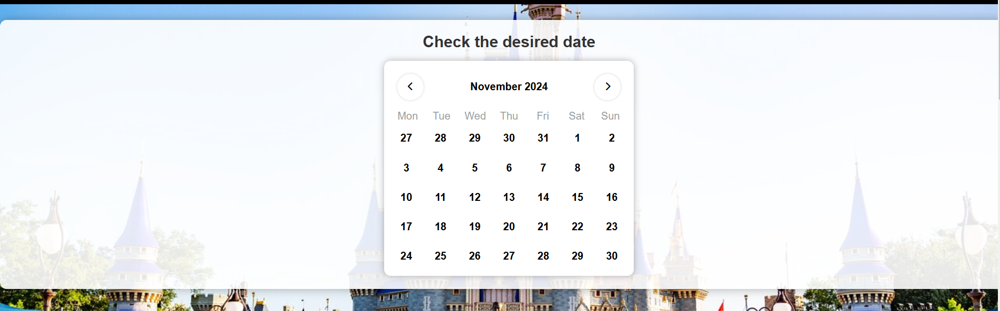 Check the desired date
November 2024
Mon Tue Wed Thu Fri Sat Sun
27 28 29 30 31 1 2
3 4 5 6 7 8 9
10 11 12 13 14 15 16
17 18 19 20 21 22 23
24 25 26 27 28 29 30